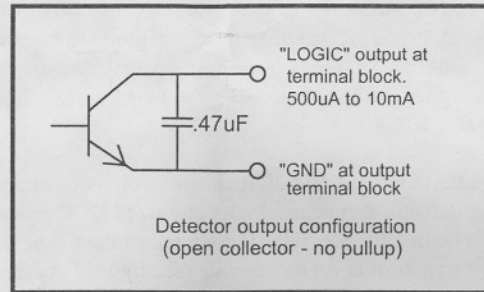 "LOGIC" output at
terminal block.
500uA to 10mA
.47uF
"GND" at output
terminal block
Detector output configuration
(open collector - no pullup)